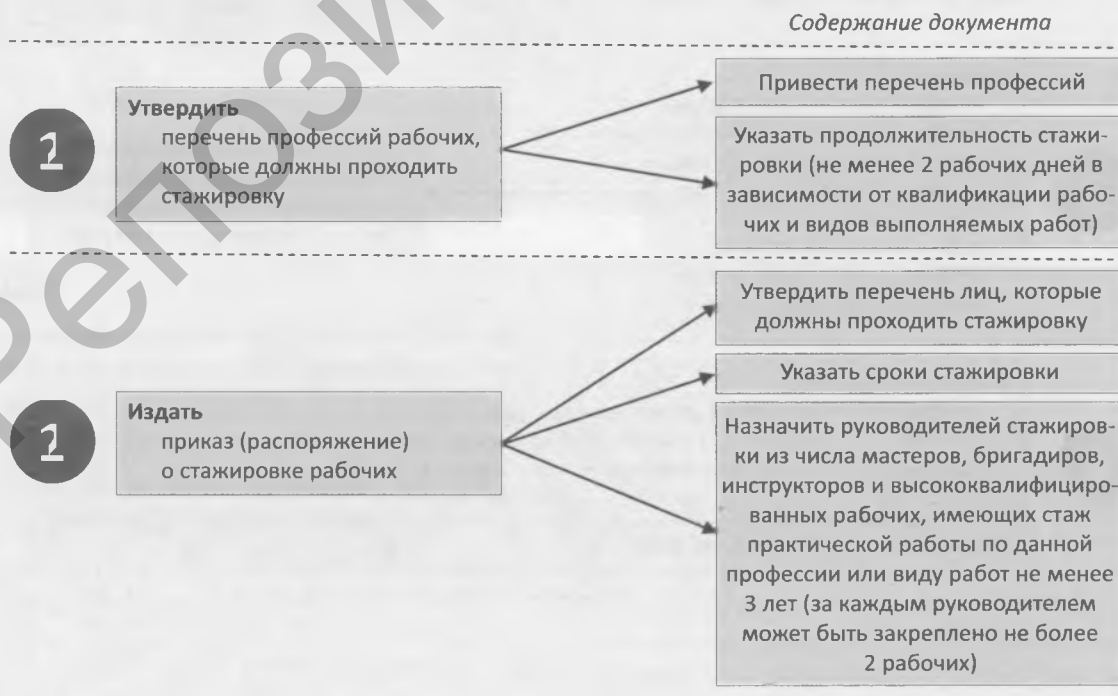 Содержание документа
1
Утвердить
перечень профессий рабочих,
которые должны проходить
стажировку
Привести перечень профессий
Указать продолжительность стажи-
ровки (не менее 2 рабочих дней в
зависимости от квалификации рабо-
чих и видов выполняемых работ)
1
Издать
приказ (распоряжение)
о стажировке рабочих
Утвердить перечень лиц, которые
должны проходить стажировку
Указать сроки стажировки
Назначить руководителей стажиров-
ки из числа мастеров, бригадиров,
инструкторов и высококвалифициро-
ванных рабочих, имеющих стаж
практической работы по данной
профессии или виду работ не менее
3 лет (за каждым руководителем
может быть закреплено не более
2 рабочих)
Репози